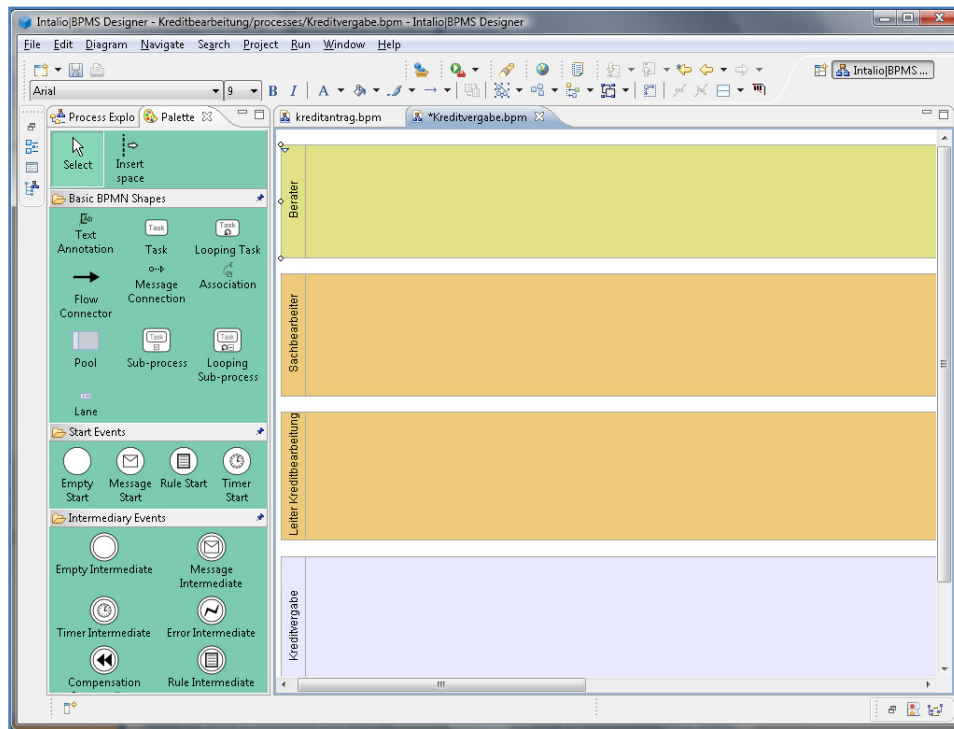 Intalio|BPMS Designer - Kreditbearbeitung/processes/Kreditvergabe.bpm - Intalio|BPMS Designer
File Edit Diagram Navigate Search Project Run Window Help
Intalio|BPMS ...
Arial 9 B I A
Process Explo Palette
kreditantrag.bpm *Kreditvergabe.bpm
Select Insert
space
Basic BPMN Shapes
Text
Annotation
Task
Task
Task
Looping Task
Flow
Connector
Message
Connection
Association
Pool
Task
Sub-process
Task
Looping
Sub-process
Lane
Start Events
Empty
Start
Message
Start
Rule Start
Timer
Start
Intermediary Events
Empty Intermediate
Message
Intermediate
Timer Intermediate
Error Intermediate
Compensation
Rule Intermediate
Berater
Sachbearbeiter
Leiter Kreditbearbeitung
Kreditvergabe